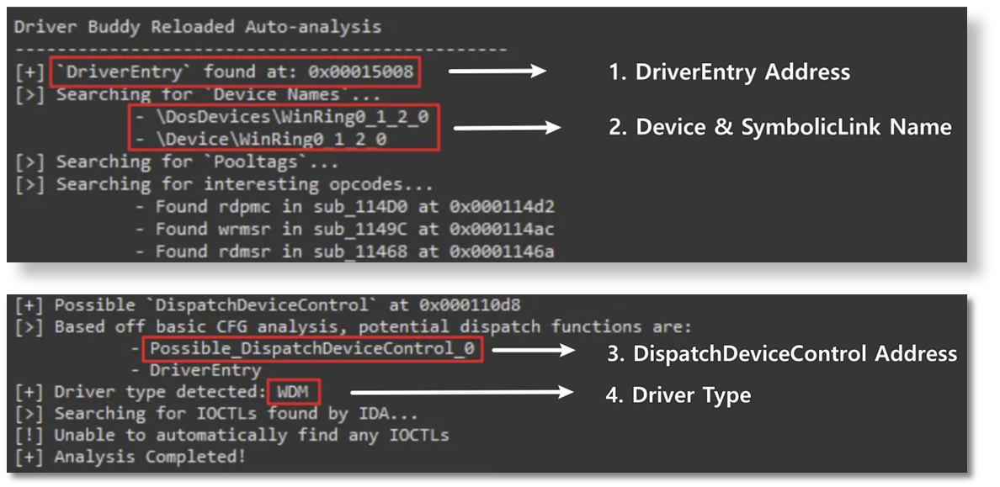 Driver Buddy Reloaded Auto-analysis
-----------------------------------------------
[+] `DriverEntry` found at: 0x00015008
1. DriverEntry Address
[>] Searching for `Device Names`...
- \DosDevices\WinRing0_1_2_0
- \Device\WinRing0_1_2_0
2. Device & SymbolicLink Name
[>] Searching for `Pooltags`...
[>] Searching for interesting opcodes...
- Found rdpmc in sub_114D0 at 0x000114d2
- Found wrmsr in sub_1149C at 0x000114ac
- Found rdmsr in sub_11468 at 0x0001146a
[+] Possible `DispatchDeviceControl` at 0x000110d8
[>] Based off basic CFG analysis, potential dispatch functions are:
- Possible_DispatchDeviceControl_0
3. DispatchDeviceControl Address
- DriverEntry
[+] Driver type detected: WDM
4. Driver Type
[>] Searching for IOCTLs found by IDA...
[!] Unable to automatically find any IOCTLs
[+] Analysis Completed!